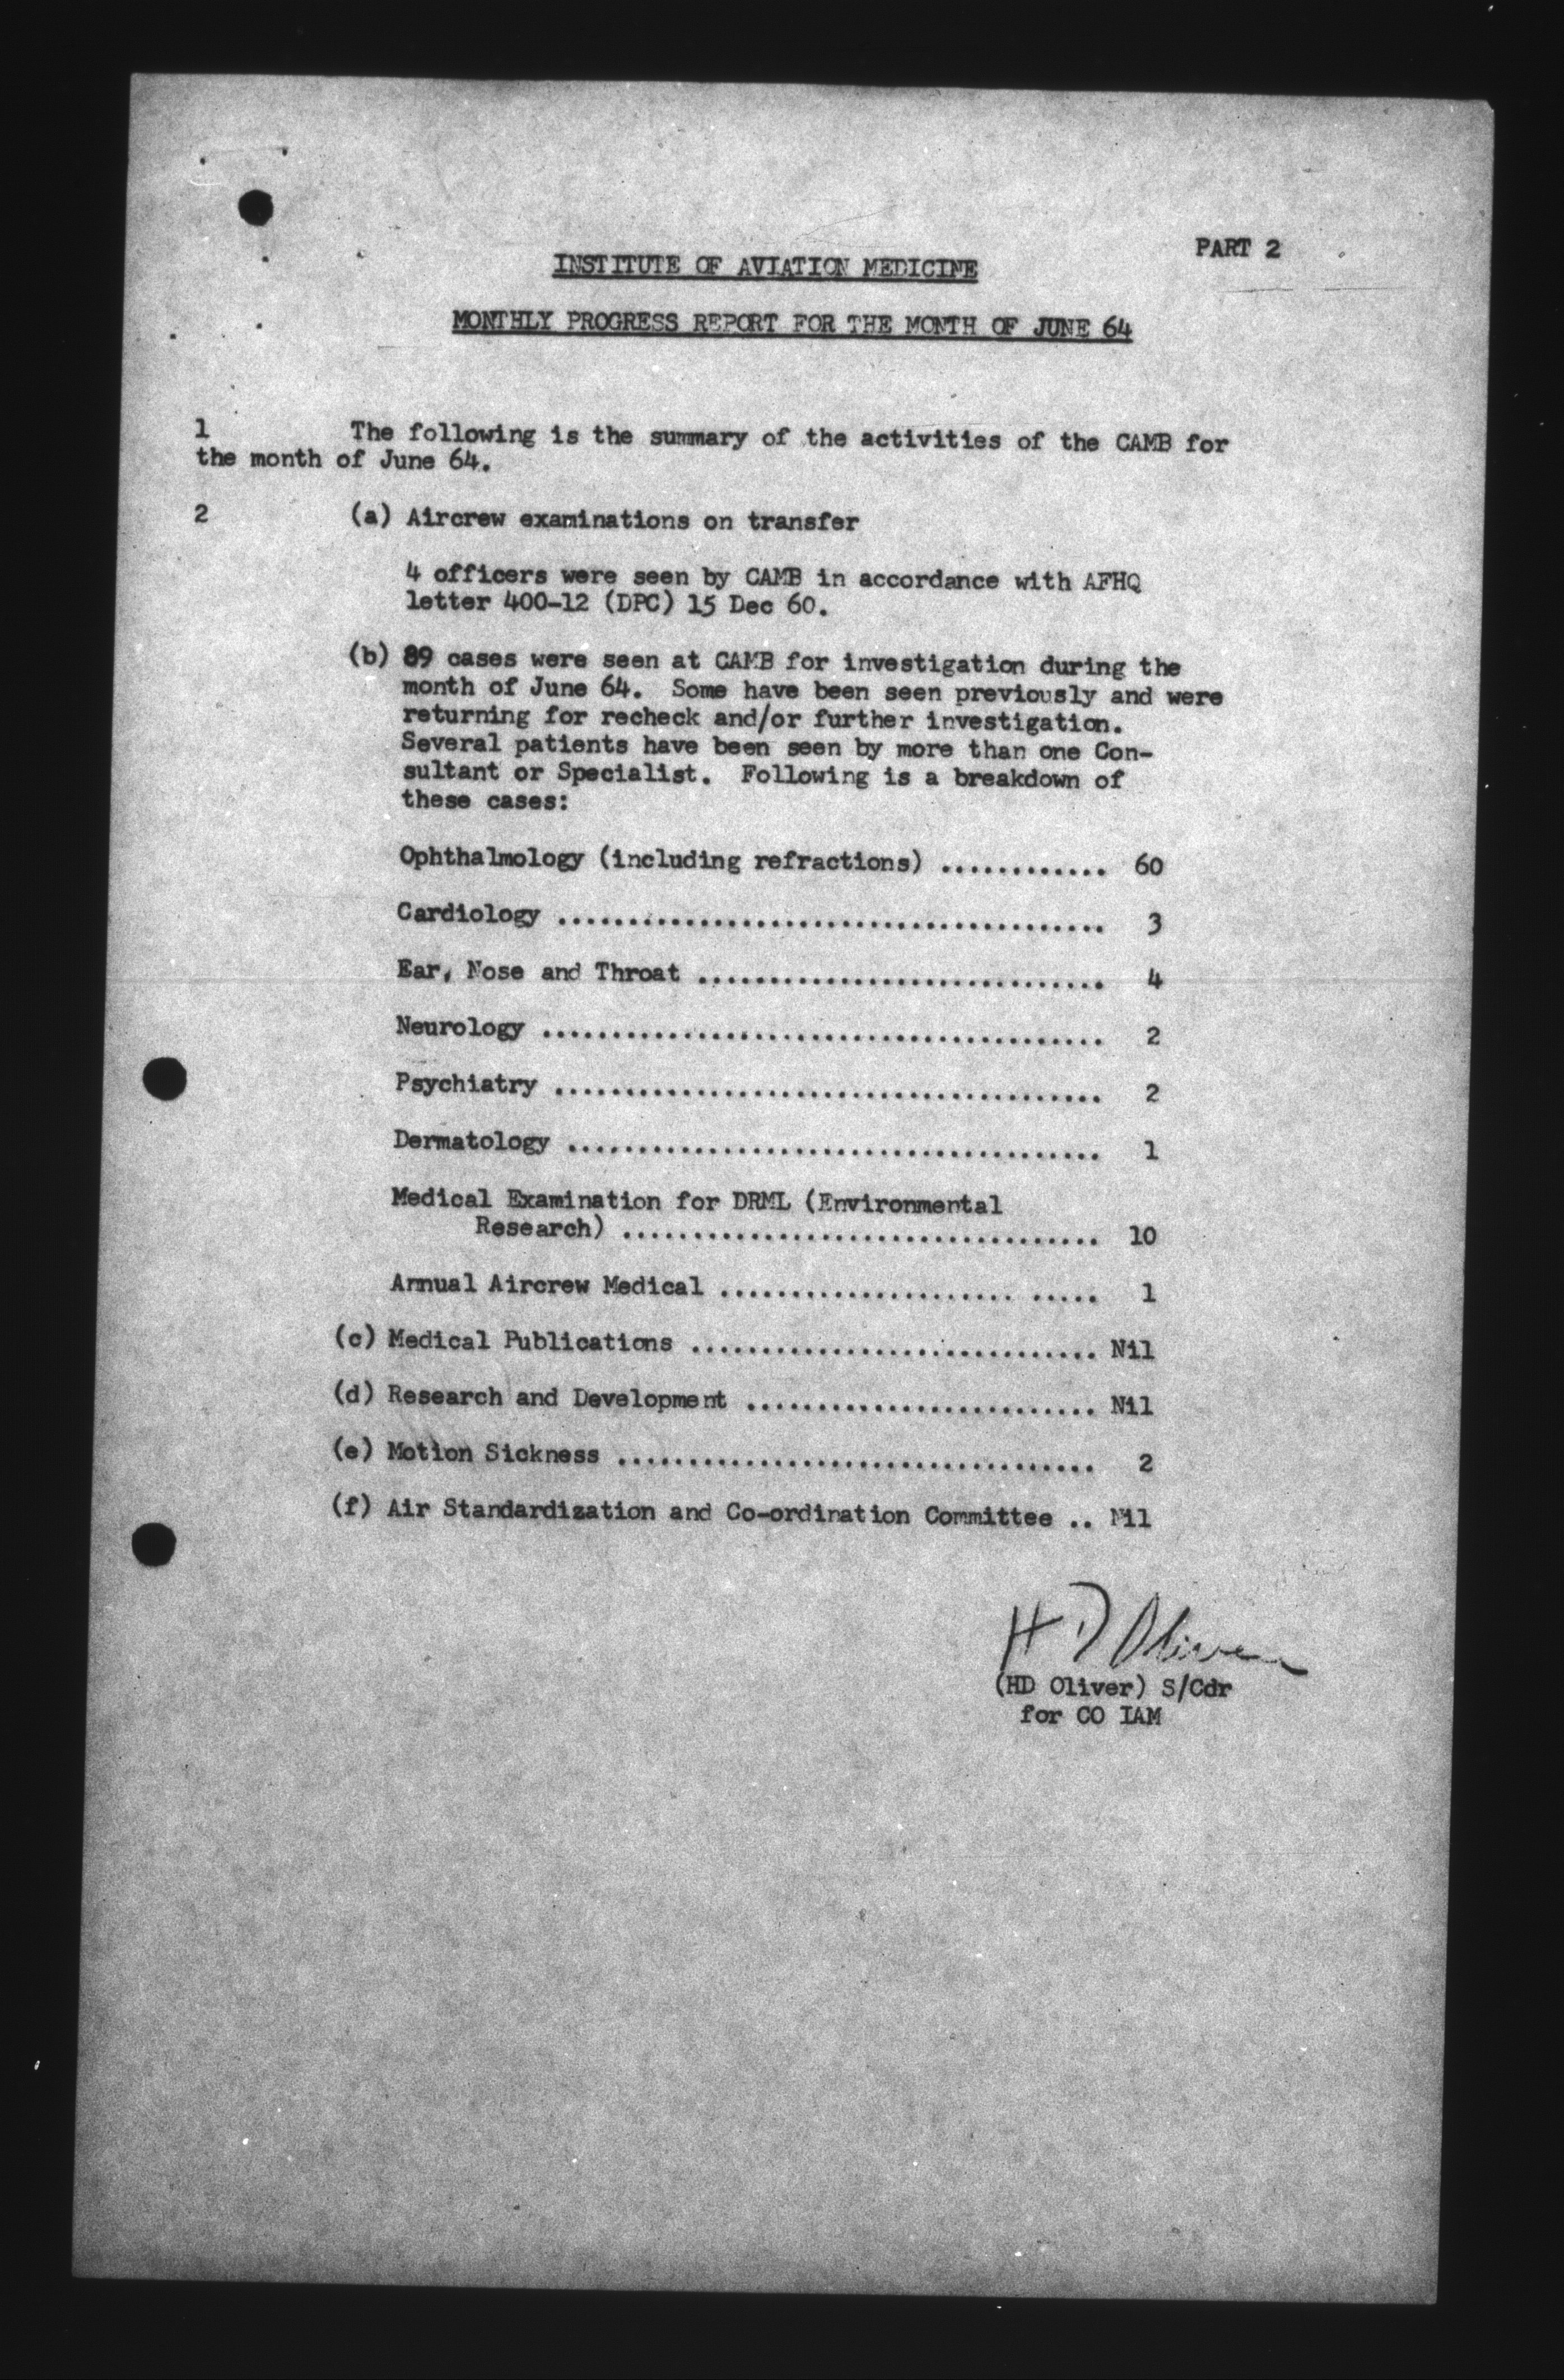 PART 2
INSTITUTE OF AVIATION MEDICINE
MONTHLY PROGRESS REPORT FOR THE MONTH OF JUNE 64
1 The following is the summary of the activities of the CAMB for
the month of June 64.
2 (a) Aircrew examinations on transfer
4 officers were seen by CAMB in accordance with AFHQ
letter 400-12 (DPC) 15 Dec 60.
(b) 89 cases were seen at CAMB for investigation during the
month of June 64. Some have been seen previously and were
returning for recheck and/or further investigation.
Several patients have been seen by more than one Con-
sultant or Specialist. Following is a breakdown of
these cases:
Ophthalmology (including refractions) ............ 60
Cardiology ....................................... 3
Ear, Nose and Throat ............................. 4
Neurology ........................................ 2
Psychiatry ....................................... 2
Dermatology ...................................... 1
Medical Examination for DRML (Environmental
Research) .................................. 10
Annual Aircrew Medical ..................... ..... 1
(c) Medical Publications ............................. Nil
(d) Research and Development ......................... Nil
(e) Motion Sickness .................................. 2
(f) Air Standardization and Co-ordination Committee .. Nil
H D Oliver
(HD Oliver) S/Cdr
for CO IAM